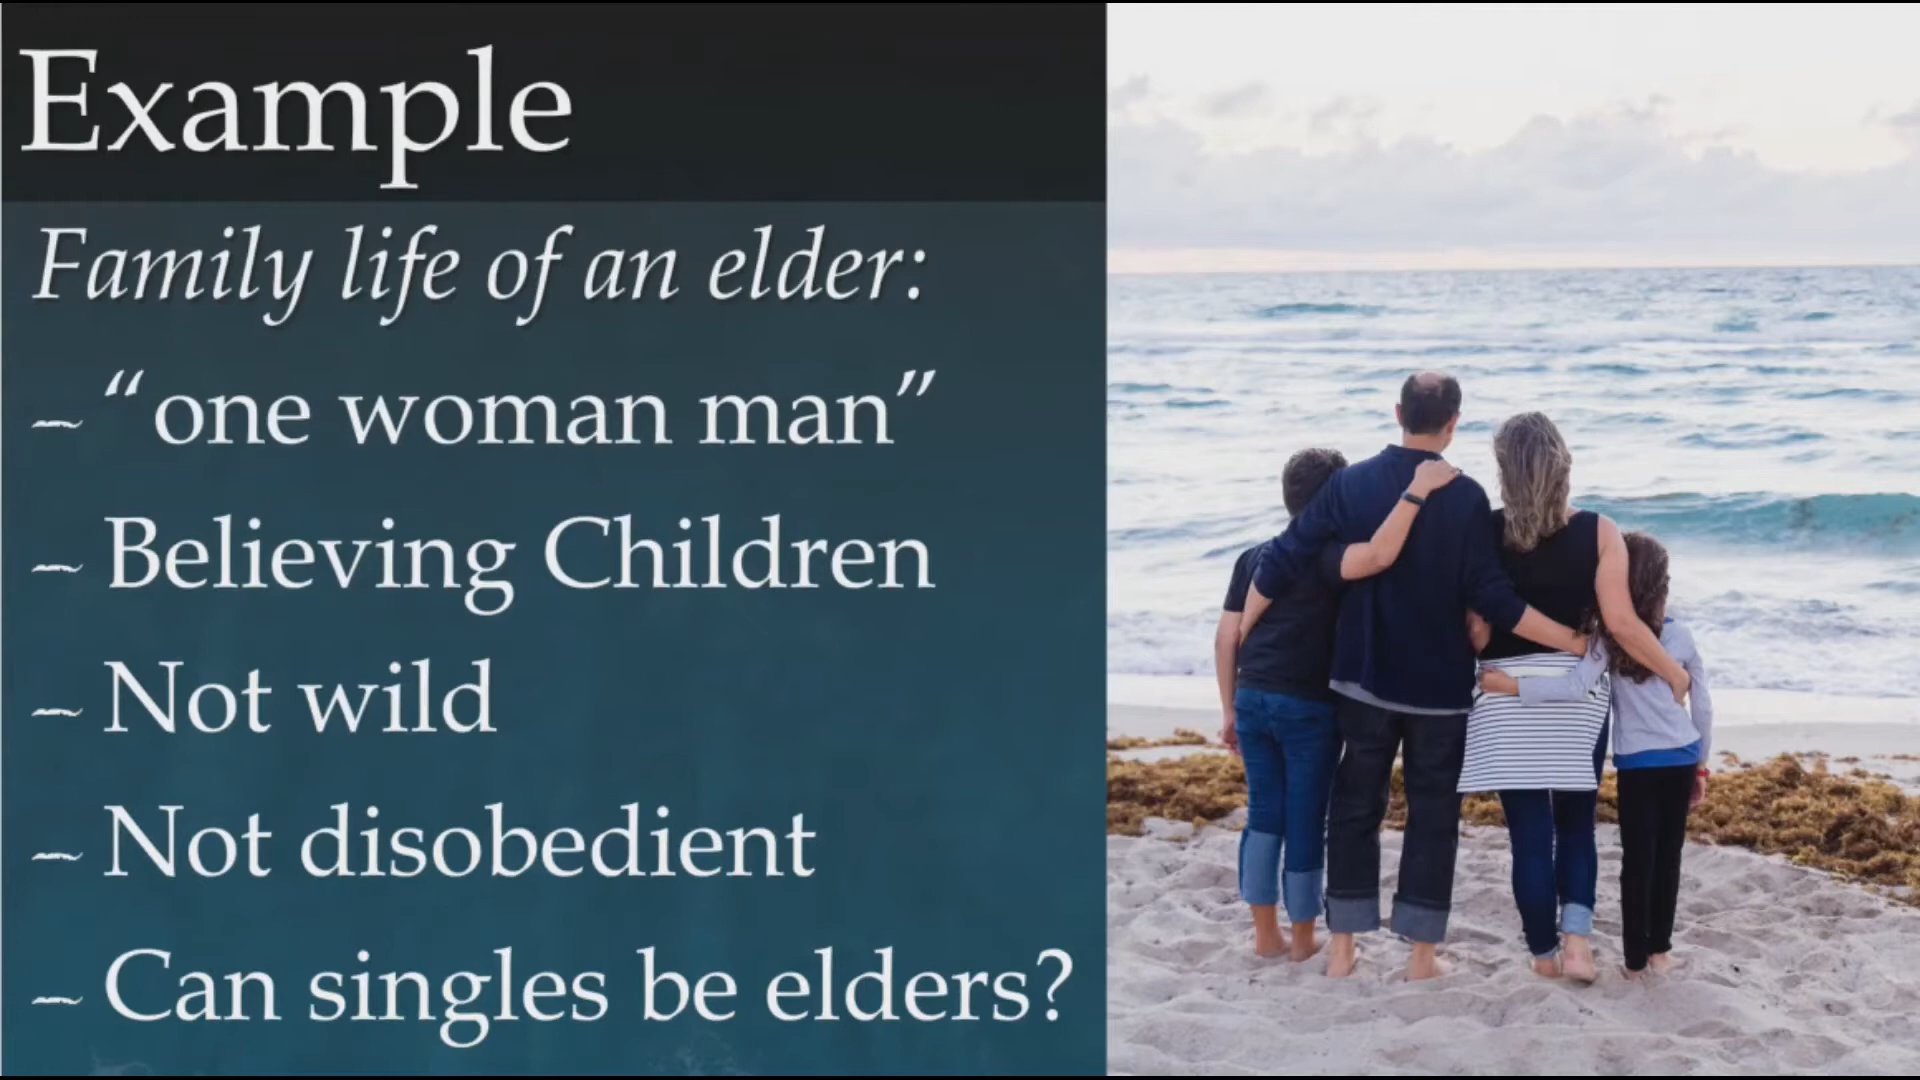 Example
Family life of an elder:
~ “one woman man”
~ Believing Children
~ Not wild
~ Not disobedient
~ Can singles be elders?